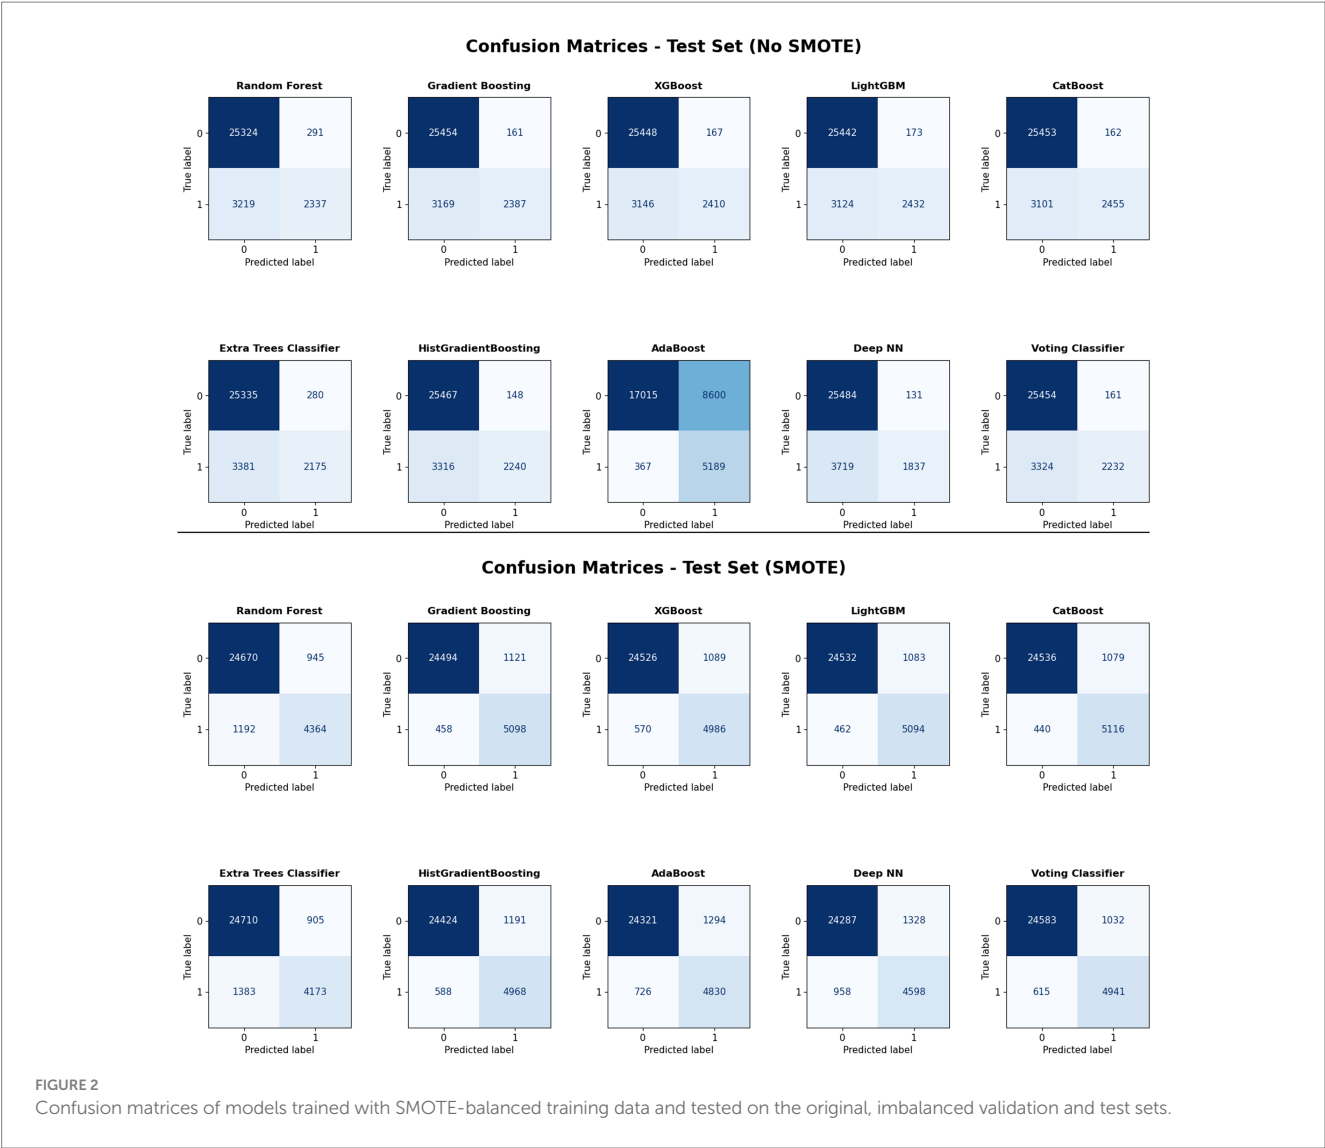 Confusion Matrices - Test Set (No SMOTE)
Random Forest Gradient Boosting XGBoost LightGBM CatBoost
0 25324 291 0 25454 161 0 25448 167 0 25442 173 0 25453 162
True label True label True label True label True label
1 3219 2337 1 3169 2387 1 3146 2410 1 3124 2432 1 3101 2455
0 1 0 1 0 1 0 1 0 1
Predicted label Predicted label Predicted label Predicted label Predicted label
Extra Trees Classifier HistGradientBoosting AdaBoost Deep NN Voting Classifier
0 25335 280 0 25467 148 0 17015 8600 0 25484 131 0 25454 161
True label True label True label True label True label
1 3381 2175 1 3316 2240 1 367 5189 1 3719 1837 1 3324 2232
0 1 0 1 0 1 0 1 0 1
Predicted label Predicted label Predicted label Predicted label Predicted label
Confusion Matrices - Test Set (SMOTE)
Random Forest Gradient Boosting XGBoost LightGBM CatBoost
0 24670 945 0 24494 1121 0 24526 1089 0 24532 1083 0 24536 1079
True label True label True label True label True label
1 1192 4364 1 458 5098 1 570 4986 1 462 5094 1 440 5116
0 1 0 1 0 1 0 1 0 1
Predicted label Predicted label Predicted label Predicted label Predicted label
Extra Trees Classifier HistGradientBoosting AdaBoost Deep NN Voting Classifier
0 24710 905 0 24424 1191 0 24321 1294 0 24287 1328 0 24583 1032
True label True label True label True label True label
1 1383 4173 1 588 4968 1 726 4830 1 958 4598 1 615 4941
0 1 0 1 0 1 0 1 0 1
Predicted label Predicted label Predicted label Predicted label Predicted label
FIGURE 2
Confusion matrices of models trained with SMOTE-balanced training data and tested on the original, imbalanced validation and test sets.